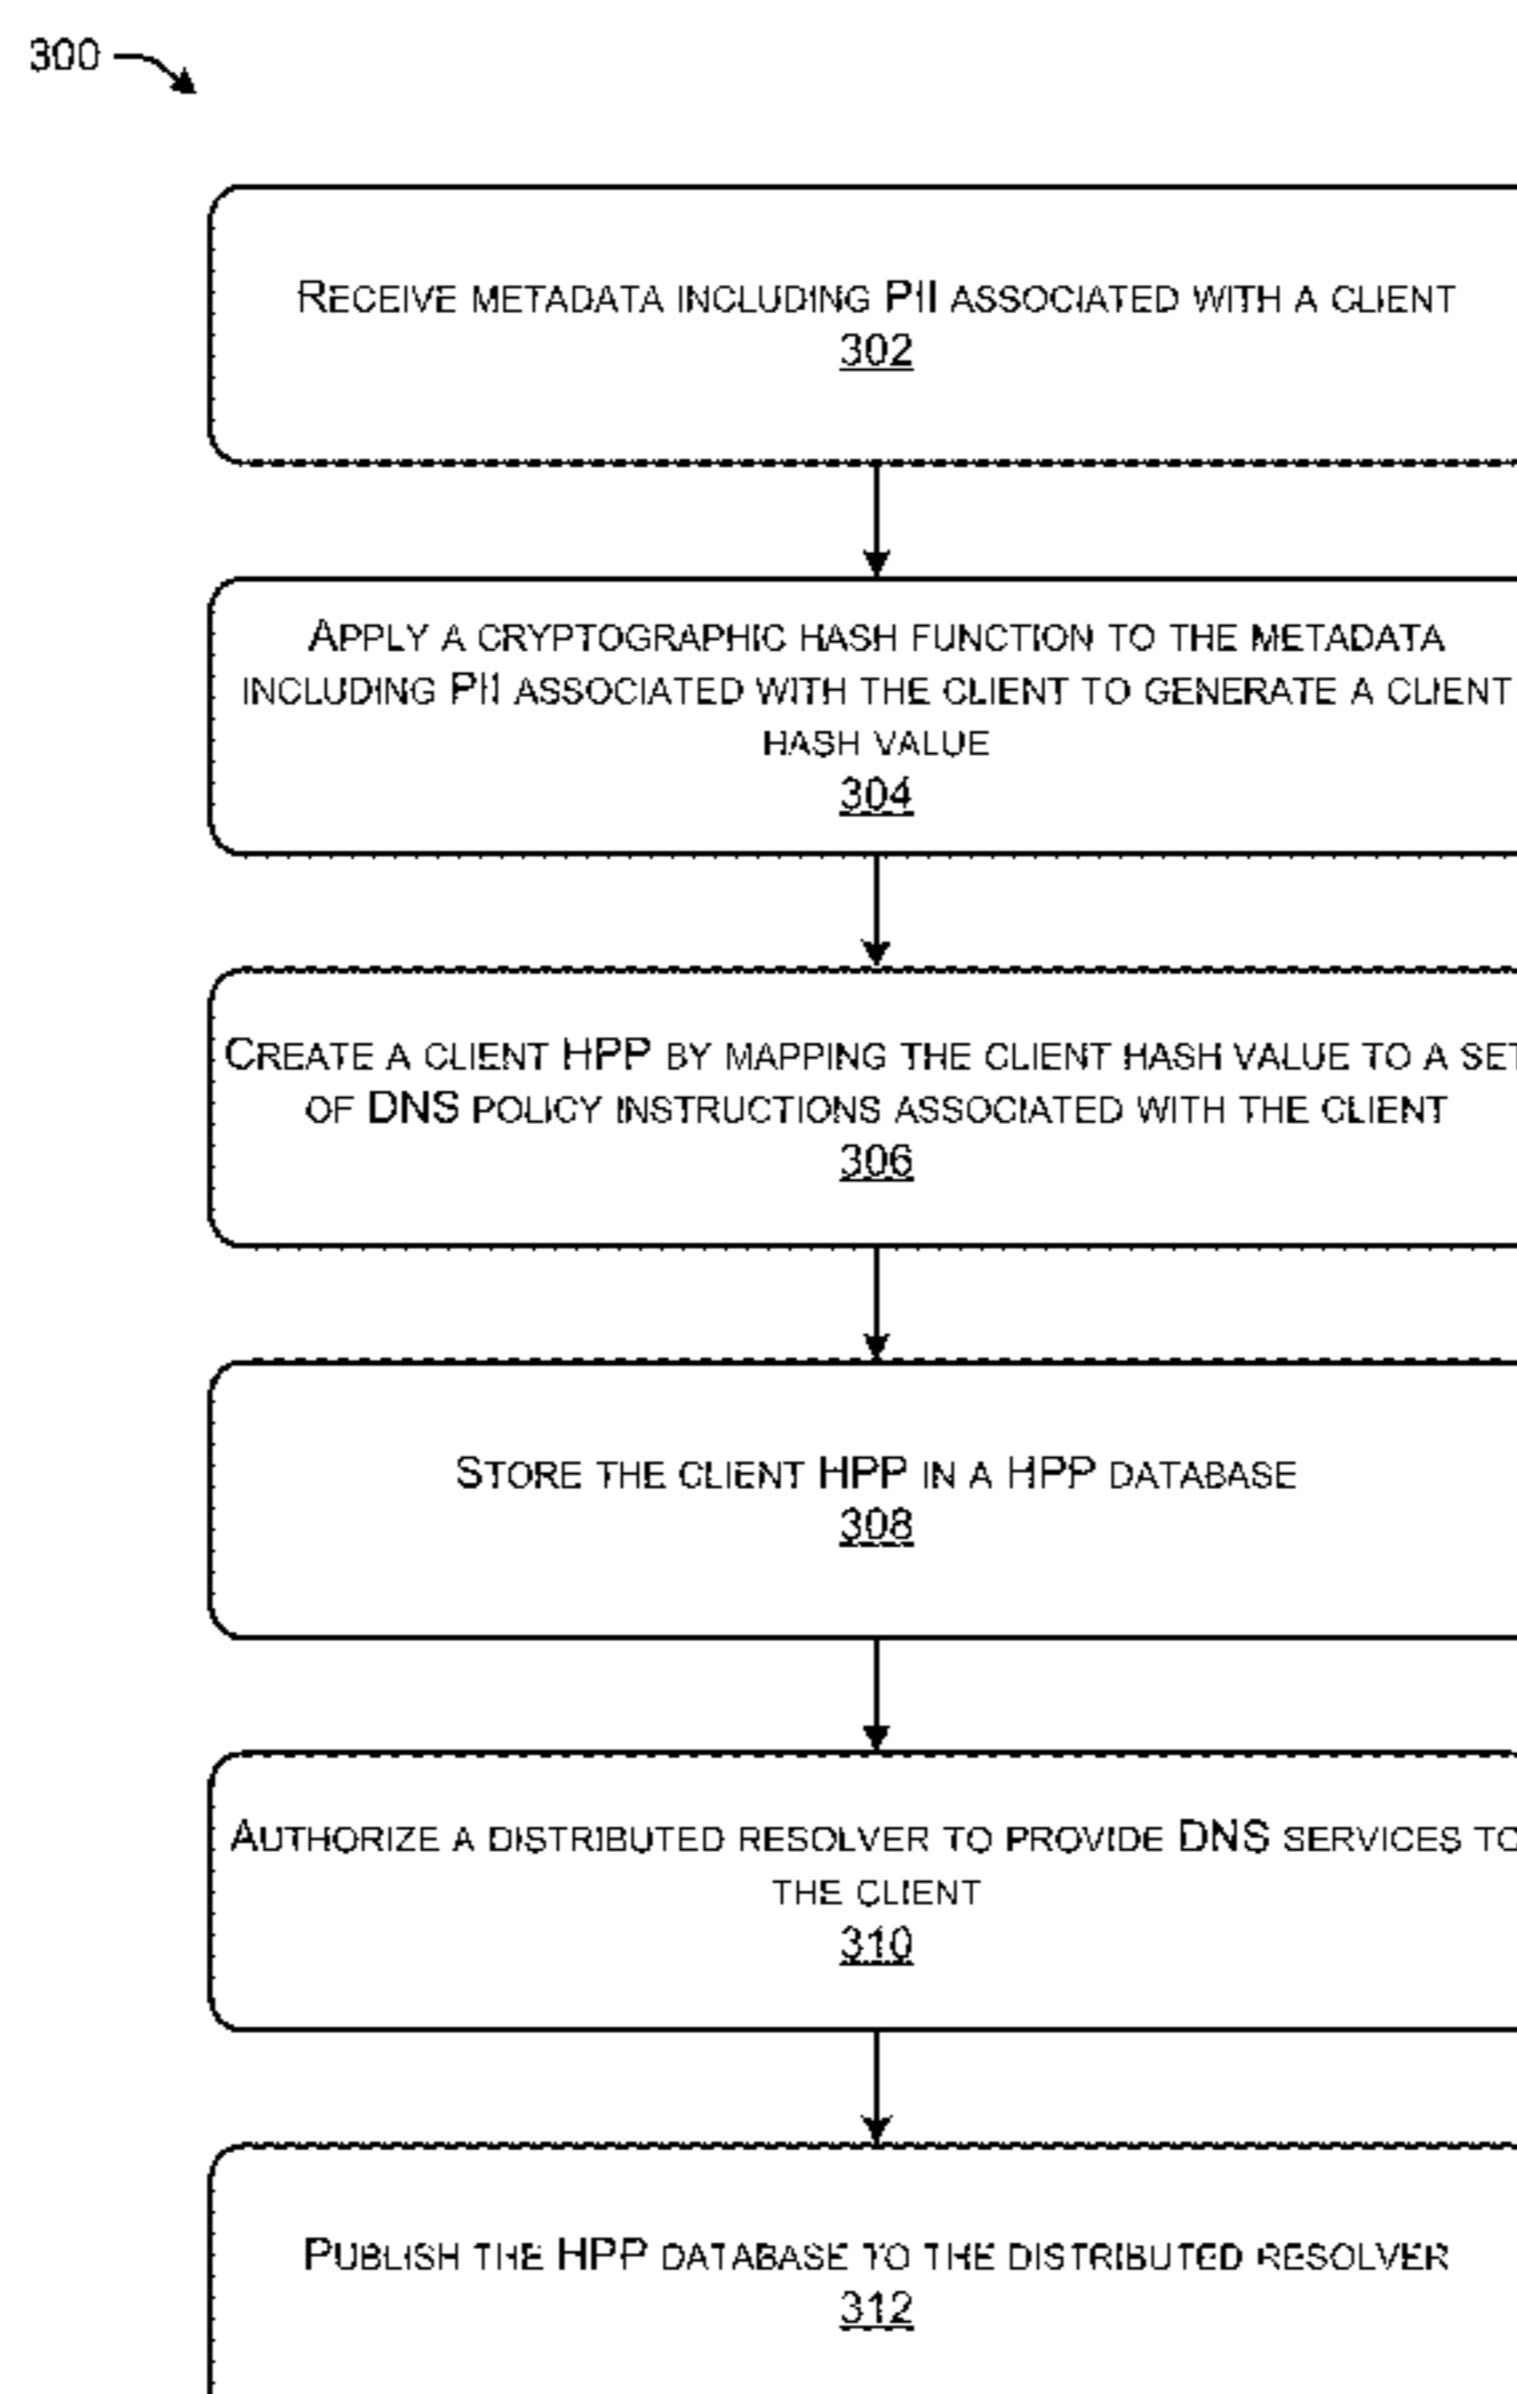 300
RECEIVE METADATA INCLUDING PII ASSOCIATED WITH A CLIENT
302
APPLY A CRYPTOGRAPHIC HASH FUNCTION TO THE METADATA
INCLUDING PII ASSOCIATED WITH THE CLIENT TO GENERATE A CLIENT
HASH VALUE
304
CREATE A CLIENT HPP BY MAPPING THE CLIENT HASH VALUE TO A SET
OF DNS POLICY INSTRUCTIONS ASSOCIATED WITH THE CLIENT
306
STORE THE CLIENT HPP IN A HPP DATABASE
308
AUTHORIZE A DISTRIBUTED RESOLVER TO PROVIDE DNS SERVICES TO
THE CLIENT
310
PUBLISH THE HPP DATABASE TO THE DISTRIBUTED RESOLVER
312